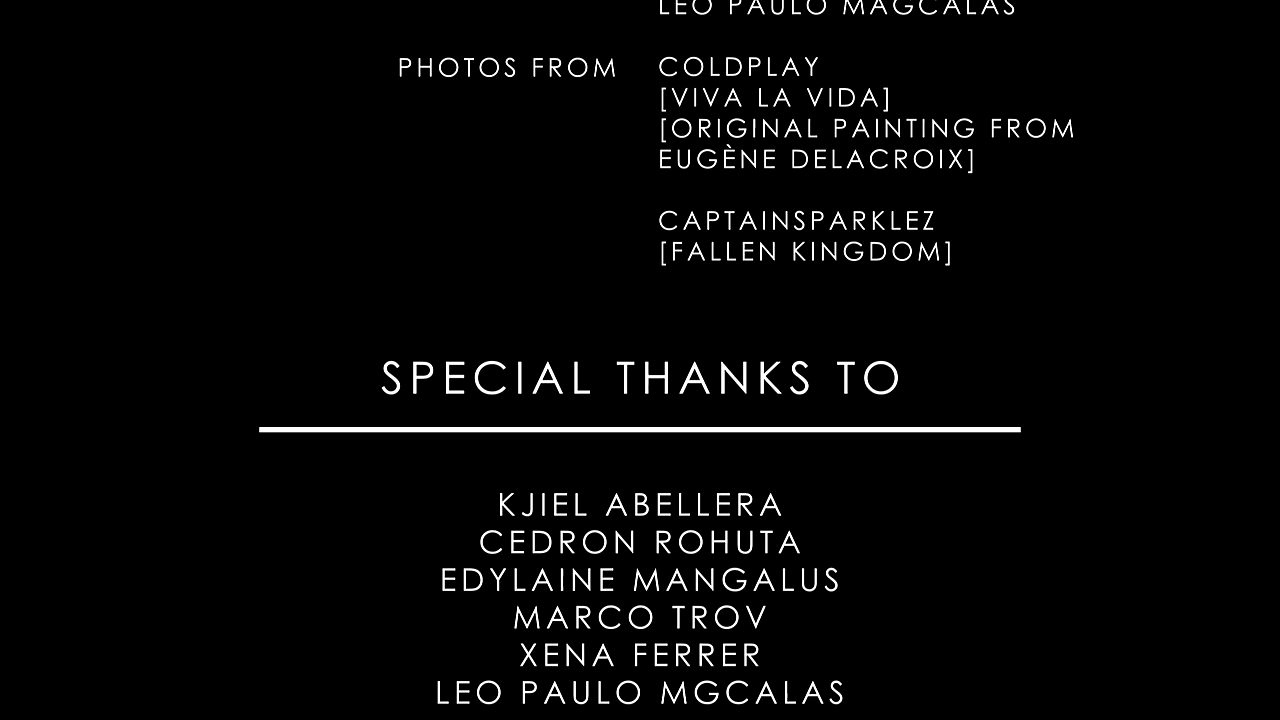 LEO PAULO MAGCALAS
PHOTOS FROM COLDPLAY
[VIVA LA VIDA]
[ORIGINAL PAINTING FROM
EUGÈNE DELACROIX]
CAPTAINSPARKLEZ
[FALLEN KINGDOM]
SPECIAL THANKS TO
KJIEL ABELLERA
CEDRON ROHUTA
EDYLAINE MANGALUS
MARCO TROV
XENA FERRER
LEO PAULO MGCALAS